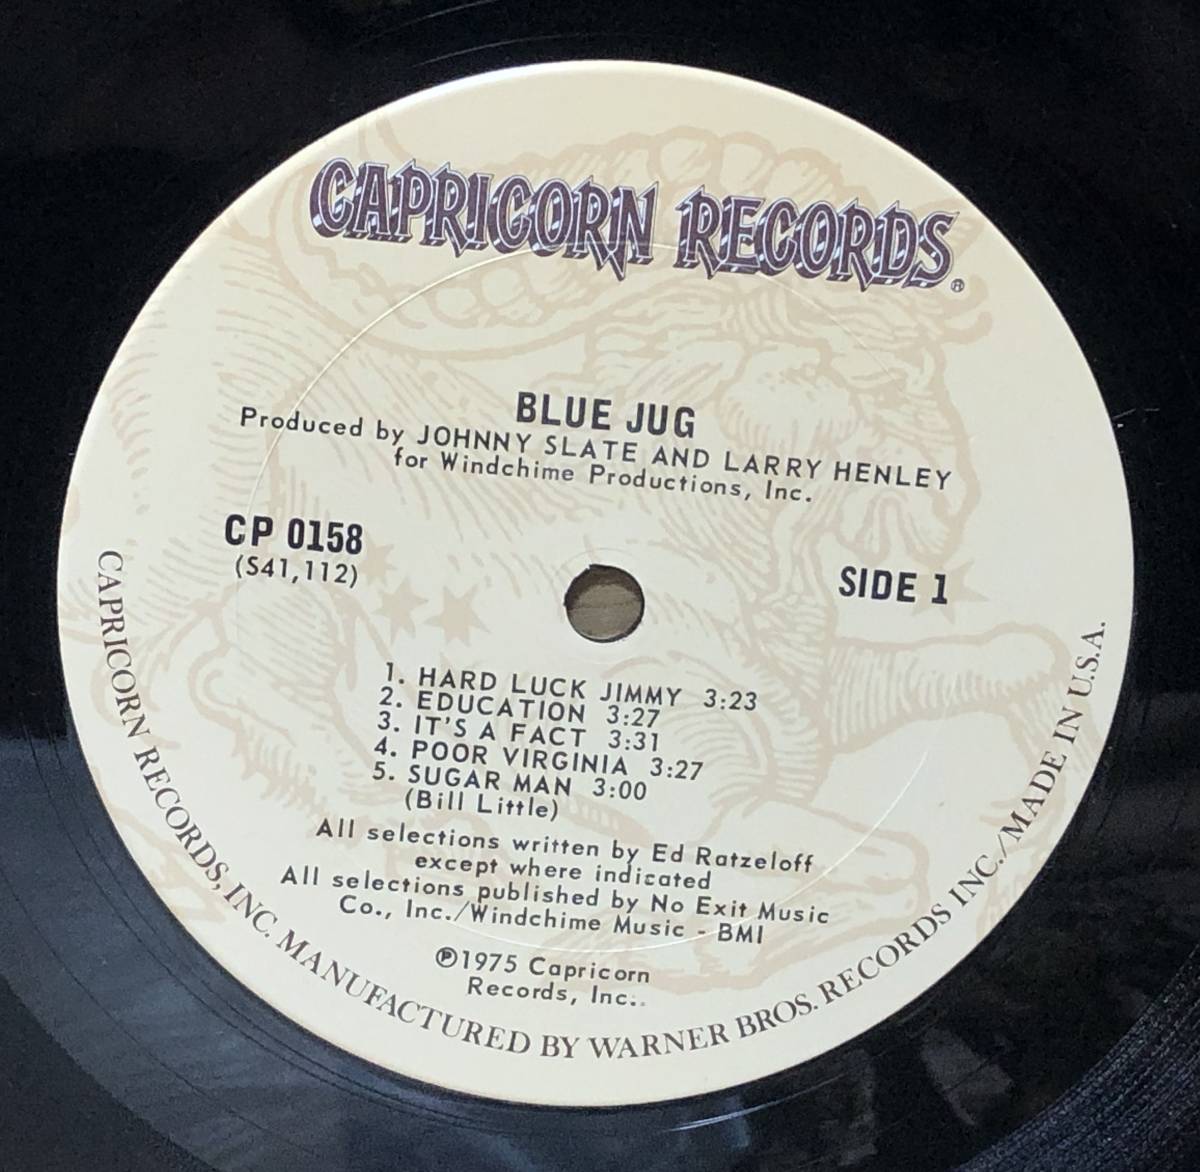 CAPRICORN RECORDS®
BLUE JUG
Produced by JOHNNY SLATE AND LARRY HENLEY
for Windchime Productions, Inc.
CP 0158
(S41,112)
SIDE 1
1. HARD LUCK JIMMY 3:23
2. EDUCATION 3:27
3. IT'S A FACT 3:31
4. POOR VIRGINIA 3:27
5. SUGAR MAN 3:00
(Bill Little)
All selections written by Ed Ratzeloff
except where indicated
All selections published by No Exit Music
Co., Inc./Windchime Music - BMI
℗1975 Capricorn
Records, Inc.
CAPRICORN RECORDS, INC. MANUFACTURED BY WARNER BROS. RECORDS INC./MADE IN U.S.A.